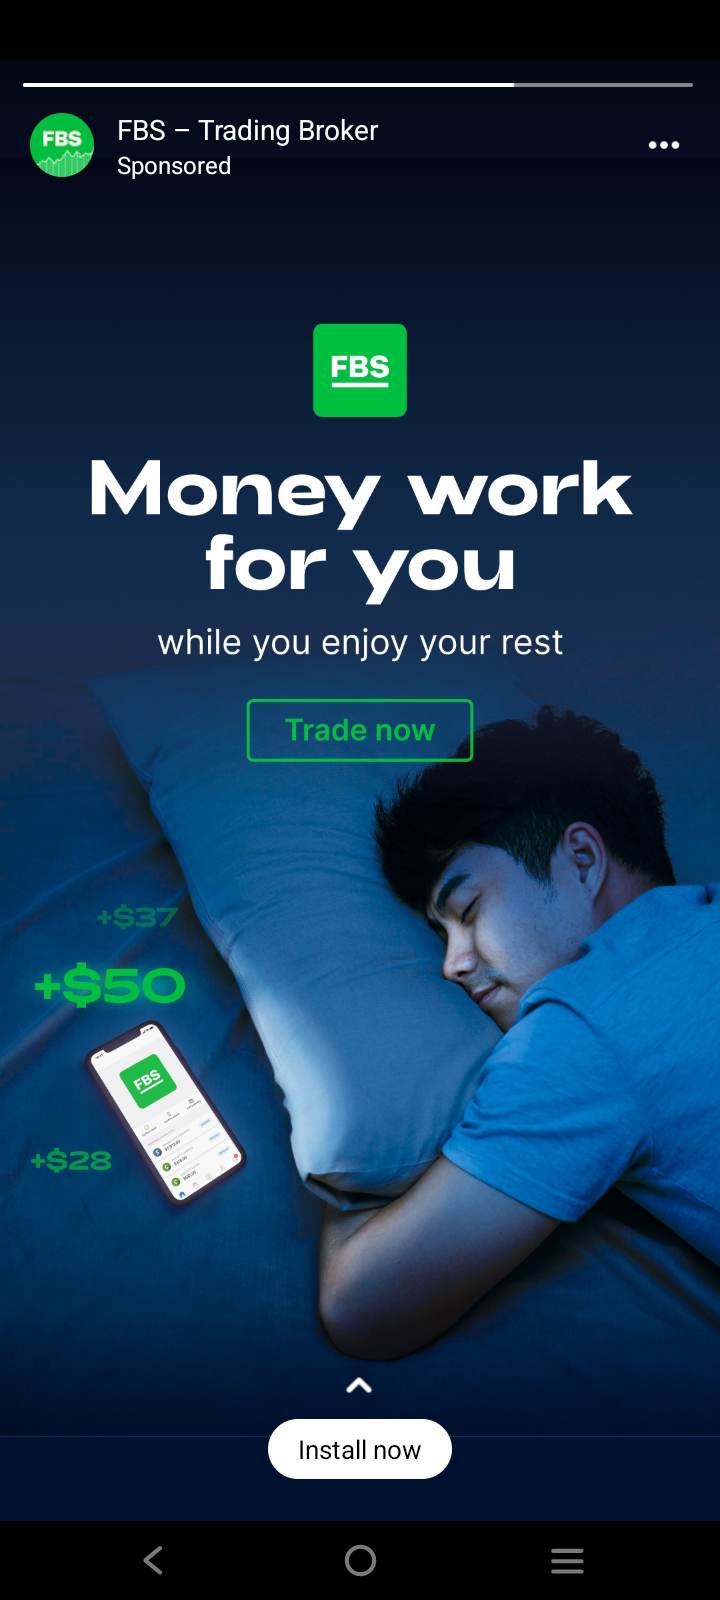 FBS
FBS – Trading Broker
Sponsored
FBS
Money work
for you
while you enjoy your rest
Trade now
+$37
+$50
FBS
+$28
Install now